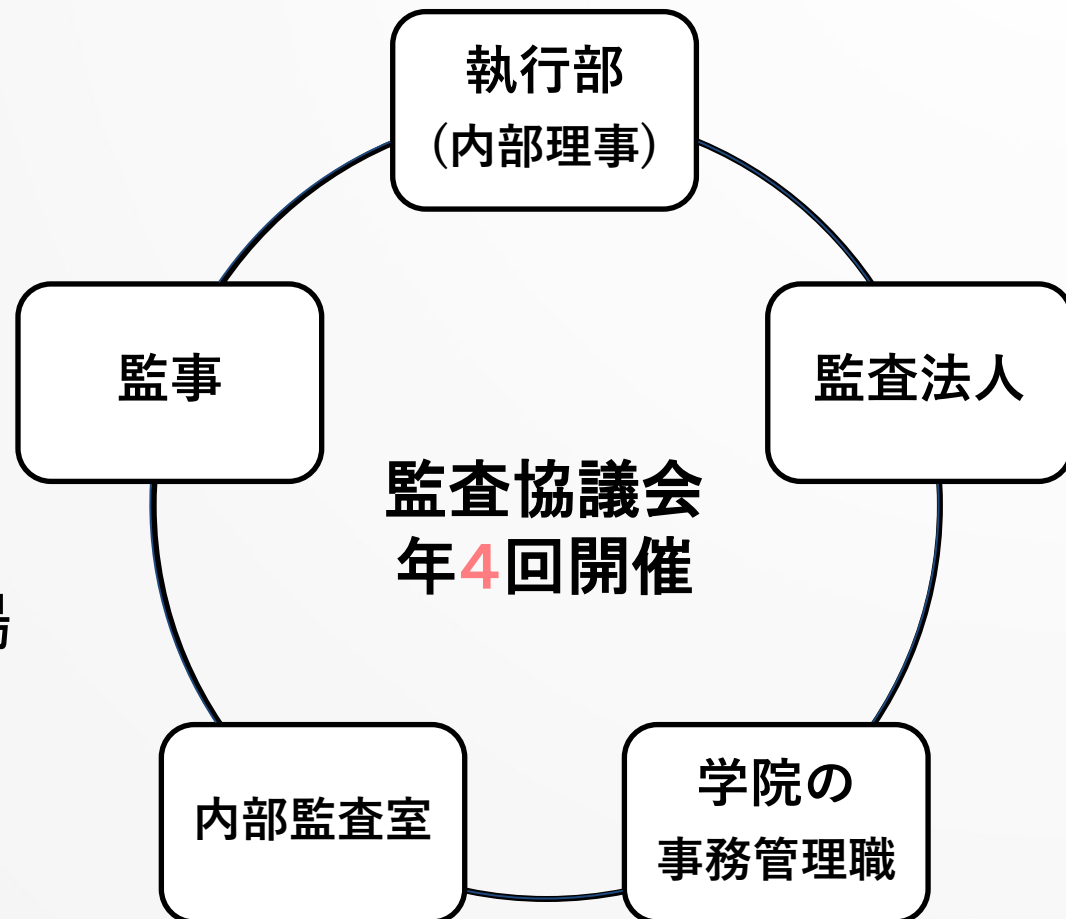 執行部
（内部理事）
監事
監査法人
監査協議会
年4回開催
場
内部監査室
学院の
事務管理職